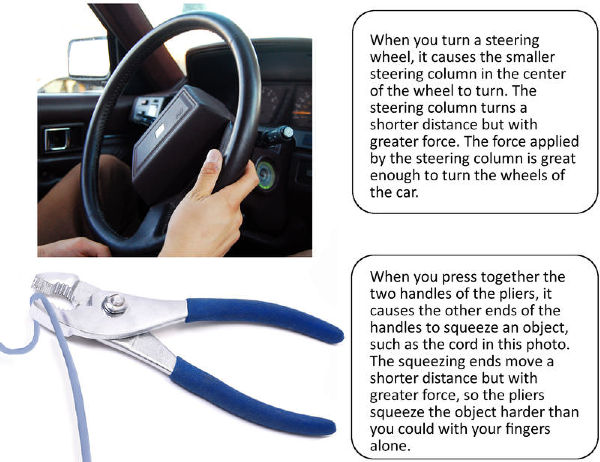 When you turn a steering
wheel, it causes the smaller
steering column in the center
of the wheel to turn. The
steering column turns a
shorter distance but with
greater force. The force applied
by the steering column is great
enough to turn the wheels of
the car.
When you press together the
two handles of the pliers, it
causes the other ends of the
handles to squeeze an object,
such as the cord in this photo.
The squeezing ends move a
shorter distance but with
greater force, so the pliers
squeeze the object harder than
you could with your fingers
alone.